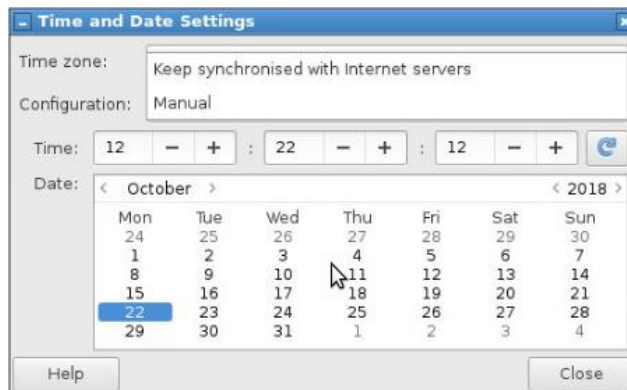 Time and Date Settings
Time zone:
Keep synchronised with Internet servers
Configuration: Manual
Time: 12 − + : 22 − + : 12 − +
Date: < October > < 2018 >
Mon Tue Wed Thu Fri Sat Sun
24 25 26 27 28 29 30
1 2 3 4 5 6 7
8 9 10 11 12 13 14
15 16 17 18 19 20 21
22 23 24 25 26 27 28
29 30 31 1 2 3 4
Help Close